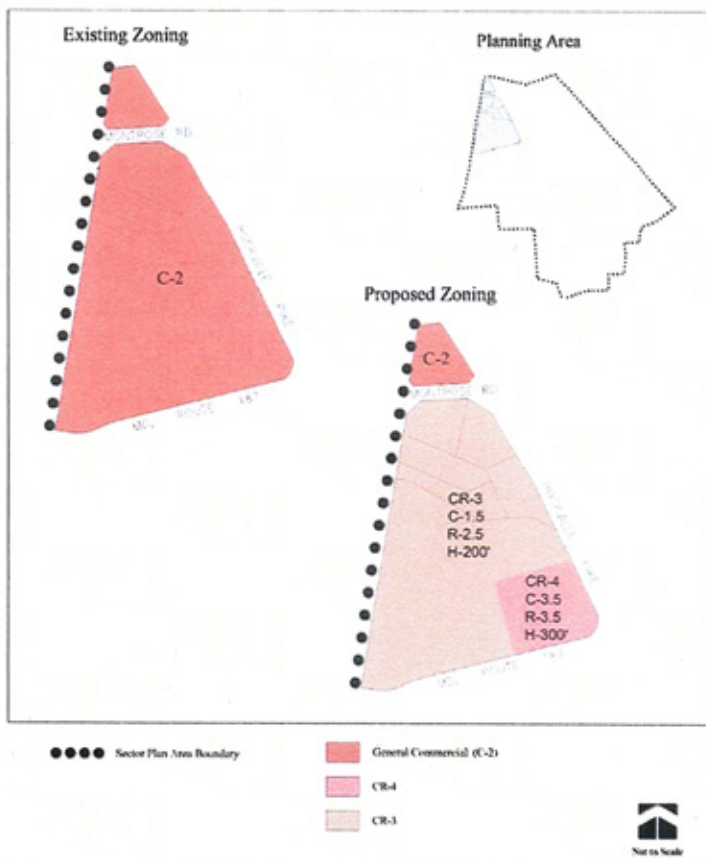 Existing Zoning
Planning Area
MONTROSE RD.
ROCKVILLE PIKE
C-2
Proposed Zoning
MD. ROUTE 187
C-2
MONTROSE RD.
ROCKVILLE PIKE
CR-3
C-1.5
R-2.5
H-200'
CR-4
C-3.5
R-3.5
H-300'
MD. ROUTE 187
Sector Plan Area Boundary
General Commercial (C-2)
CR-4
CR-3
Not to Scale